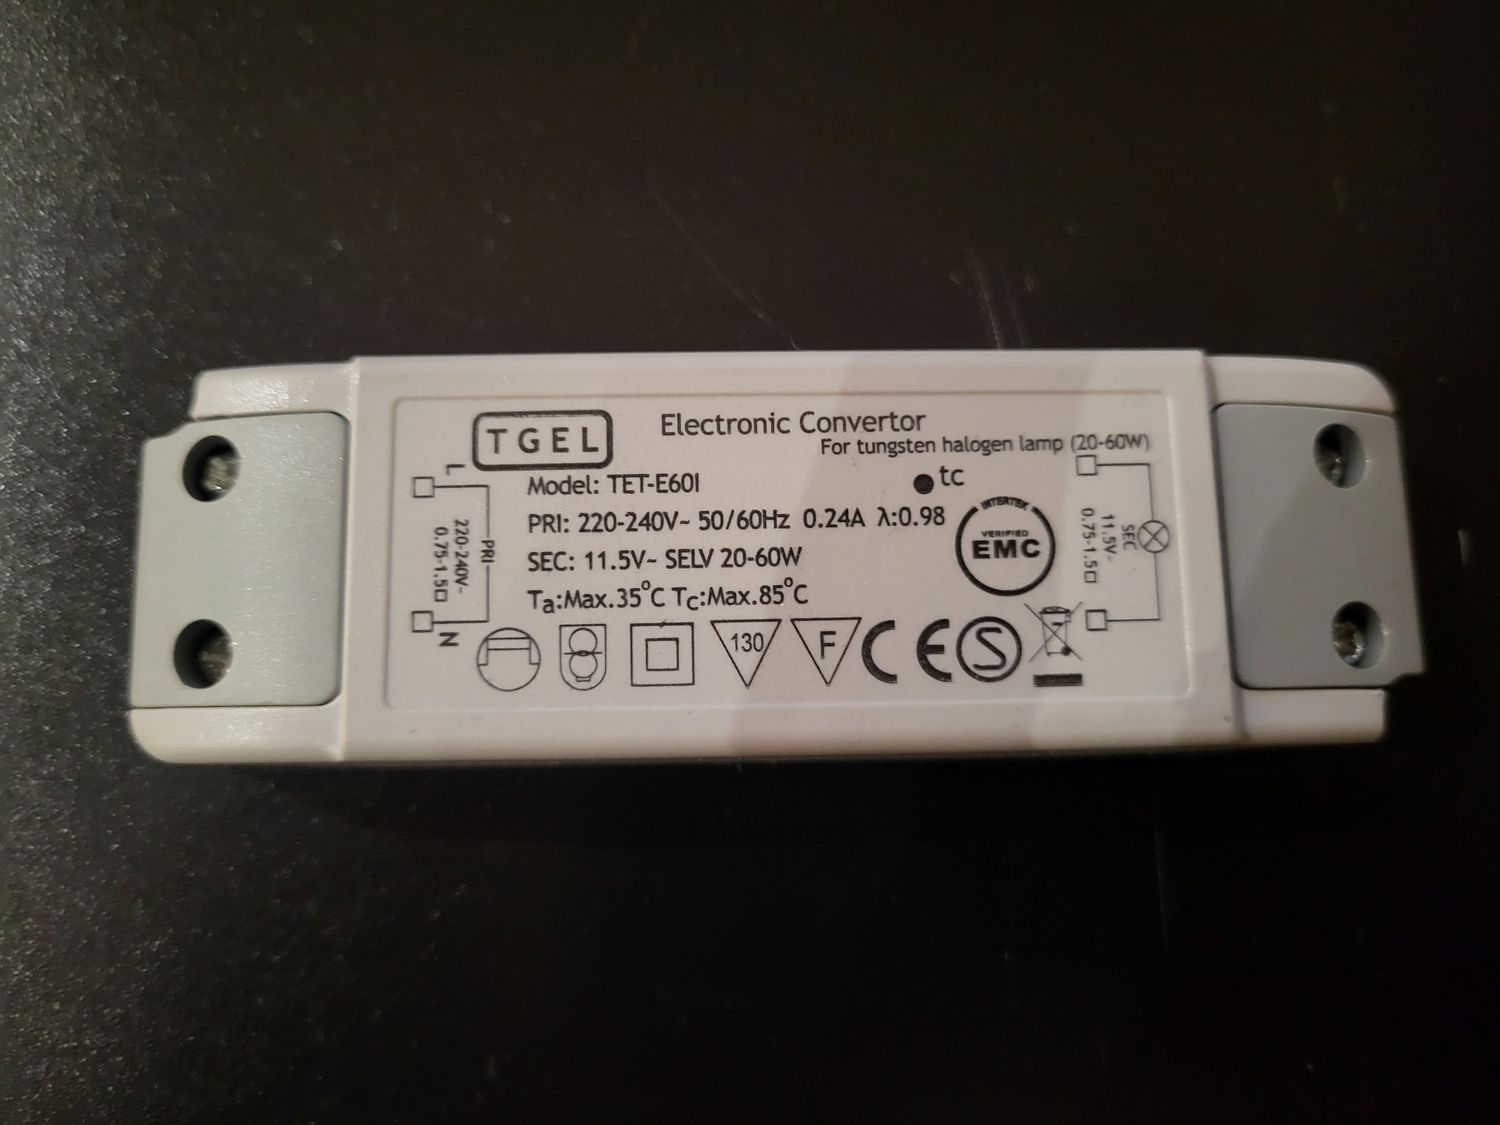 TGEL
Electronic Convertor
For tungsten halogen lamp (20-60W)
Model: TET-E60I
tc
PRI: 220-240V~ 50/60Hz 0.24A λ:0.98
SEC: 11.5V~ SELV 20-60W
Ta:Max.35°C Tc:Max.85°C
L
PRI
220-240V~
0.75-1.5□
N
INTERTEK
VERIFIED
EMC
SEC
11.5V~
0.75-1.5□
130
F
CE
S